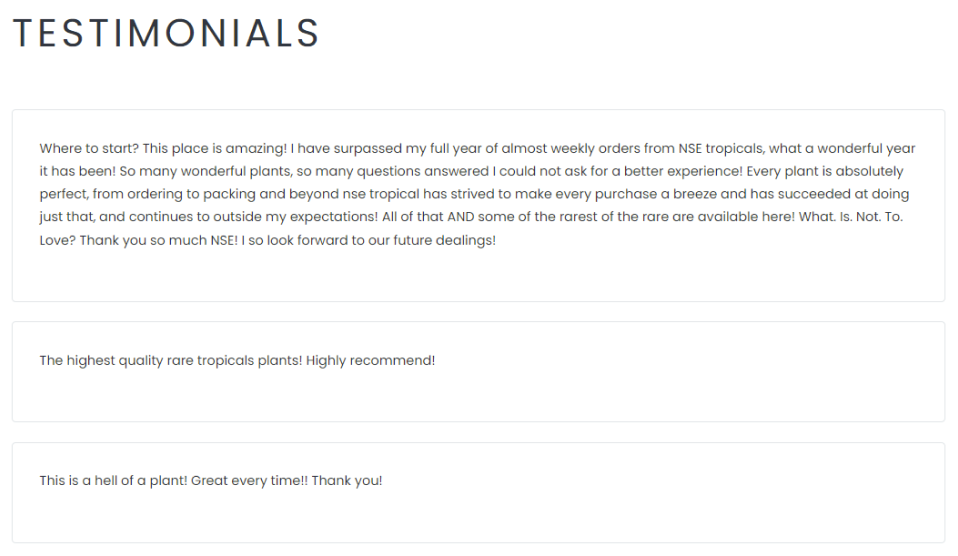 TESTIMONIALS
Where to start? This place is amazing! I have surpassed my full year of almost weekly orders from NSE tropicals, what a wonderful year
it has been! So many wonderful plants, so many questions answered I could not ask for a better experience! Every plant is absolutely
perfect, from ordering to packing and beyond nse tropical has strived to make every purchase a breeze and has succeeded at doing
just that, and continues to outside my expectations! All of that AND some of the rarest of the rare are available here! What. Is. Not. To.
Love? Thank you so much NSE! I so look forward to our future dealings!
The highest quality rare tropicals plants! Highly recommend!
This is a hell of a plant! Great every time!! Thank you!